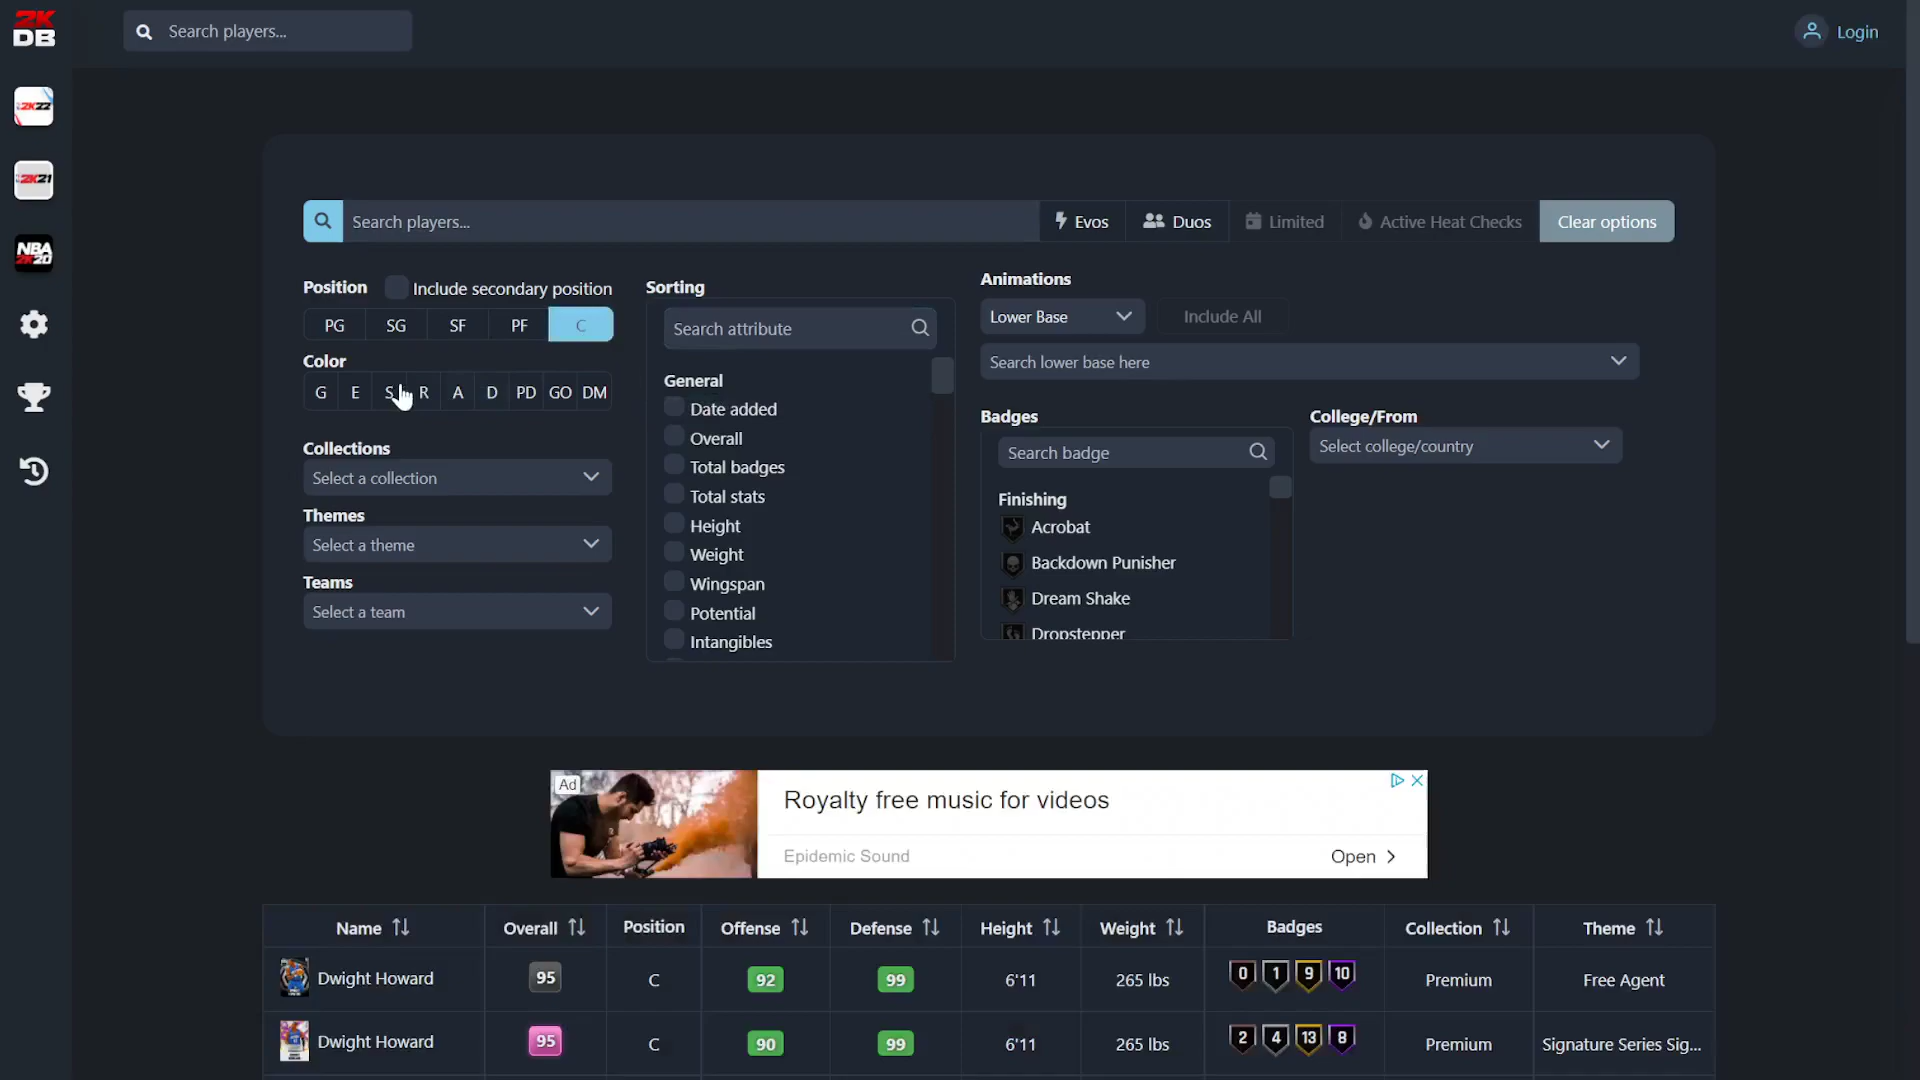 2K
DB
Search players...
Login
2K22
2K21
NBA
2K20
Search players...
Evos
Duos
Limited
Active Heat Checks
Clear options
Position
Include secondary position
PG
SG
SF
PF
C
Color
G
E
S
R
A
D
PD
GO
DM
Collections
Select a collection
Themes
Select a theme
Teams
Select a team
Sorting
Search attribute
General
Date added
Overall
Total badges
Total stats
Height
Weight
Wingspan
Potential
Intangibles
Animations
Lower Base
Include All
Search lower base here
Badges
Search badge
Finishing
Acrobat
Backdown Punisher
Dream Shake
Dropstepper
College/From
Select college/country
Ad
Royalty free music for videos
Epidemic Sound
Open
Name Overall Position Offense Defense Height Weight Badges Collection Theme
Dwight Howard 95 C 92 99 6'11 265 lbs 0 1 9 10 Premium Free Agent
Dwight Howard 95 C 90 99 6'11 265 lbs 2 4 13 8 Premium Signature Series Sig...